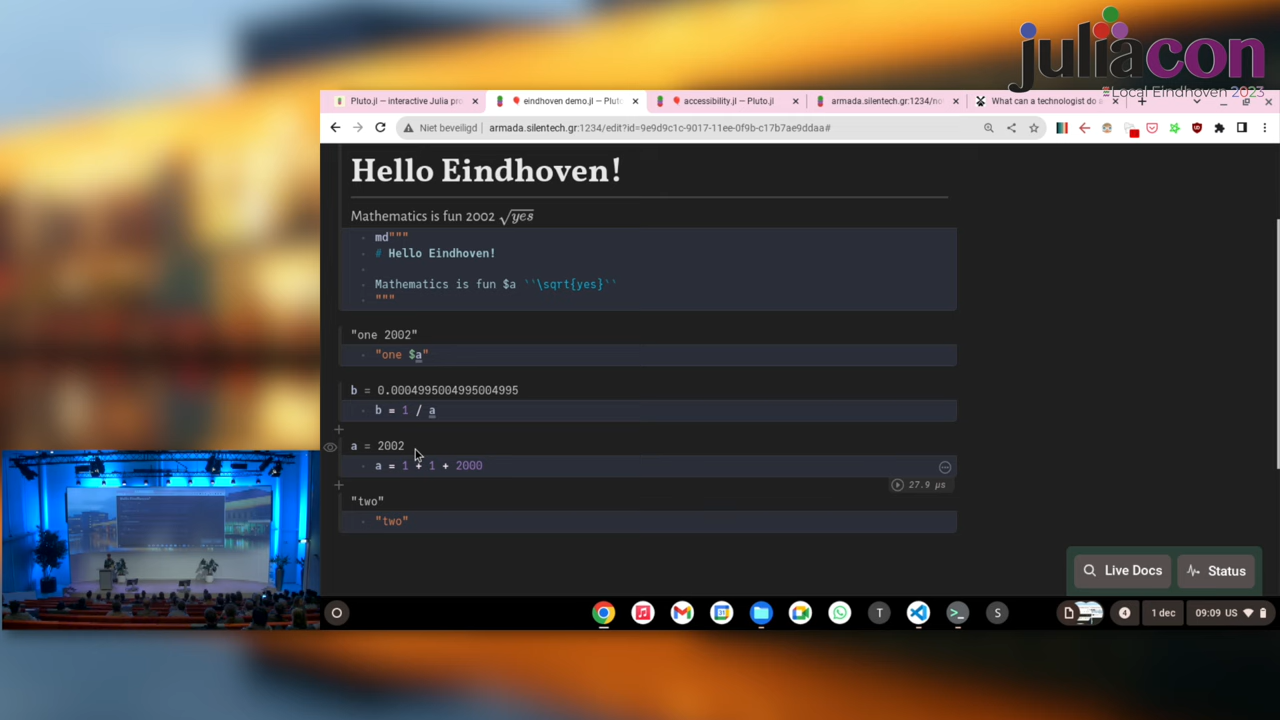 juliacon
Local Eindhoven 2023
Pluto.jl — interactive Julia pro
eindhoven demo.jl — Pluto
accessibility.jl — Pluto.jl
armada.silentech.gr:1234/no
What can a technologist do a
Niet beveiligd
armada.silentech.gr:1234/edit?id=9e9d9c1c-9017-11ee-0f9b-c17b7ae9ddaa#
Hello Eindhoven!
Mathematics is fun 2002 √yes
md"""
# Hello Eindhoven!
Mathematics is fun $a ``\sqrt{yes}``
"""
"one 2002"
"one $a"
b = 0.0004995004995004995
b = 1 / a
a = 2002
a = 1 + 1 + 2000
27.9 μs
"two"
"two"
Live Docs
Status
T
S
4
1 dec
09:09 US